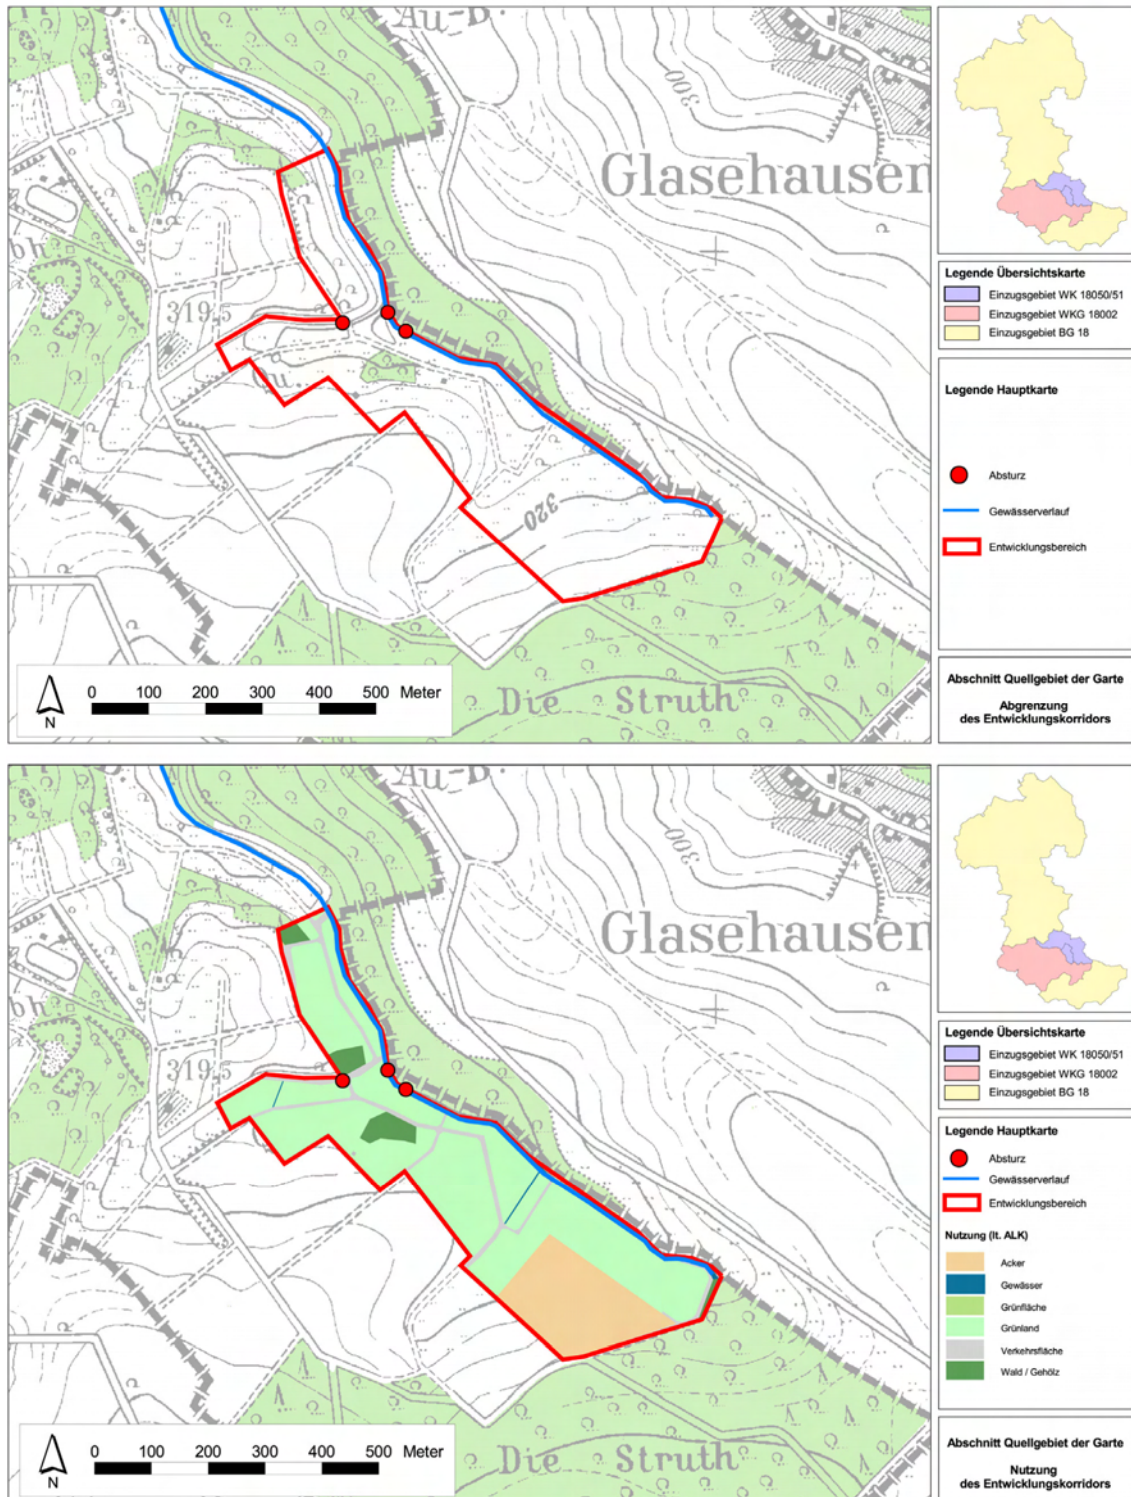 Au-B.
300
Glasehausen
bh
319,5
Qu.
320
Die Struth
N
0 100 200 300 400 500 Meter
Legende Übersichtskarte
Einzugsgebiet WK 18050/51
Einzugsgebiet WKG 18002
Einzugsgebiet BG 18
Legende Hauptkarte
Absturz
Gewässerverlauf
Entwicklungsbereich
Abschnitt Quellgebiet der Garte
Abgrenzung
des Entwicklungskorridors
Au-B.
300
Glasehausen
bh
319,5
Die Struth
N
0 100 200 300 400 500 Meter
Legende Übersichtskarte
Einzugsgebiet WK 18050/51
Einzugsgebiet WKG 18002
Einzugsgebiet BG 18
Legende Hauptkarte
Absturz
Gewässerverlauf
Entwicklungsbereich
Nutzung (lt. ALK)
Acker
Gewässer
Grünfläche
Grünland
Verkehrsfläche
Wald / Gehölz
Abschnitt Quellgebiet der Garte
Nutzung
des Entwicklungskorridors